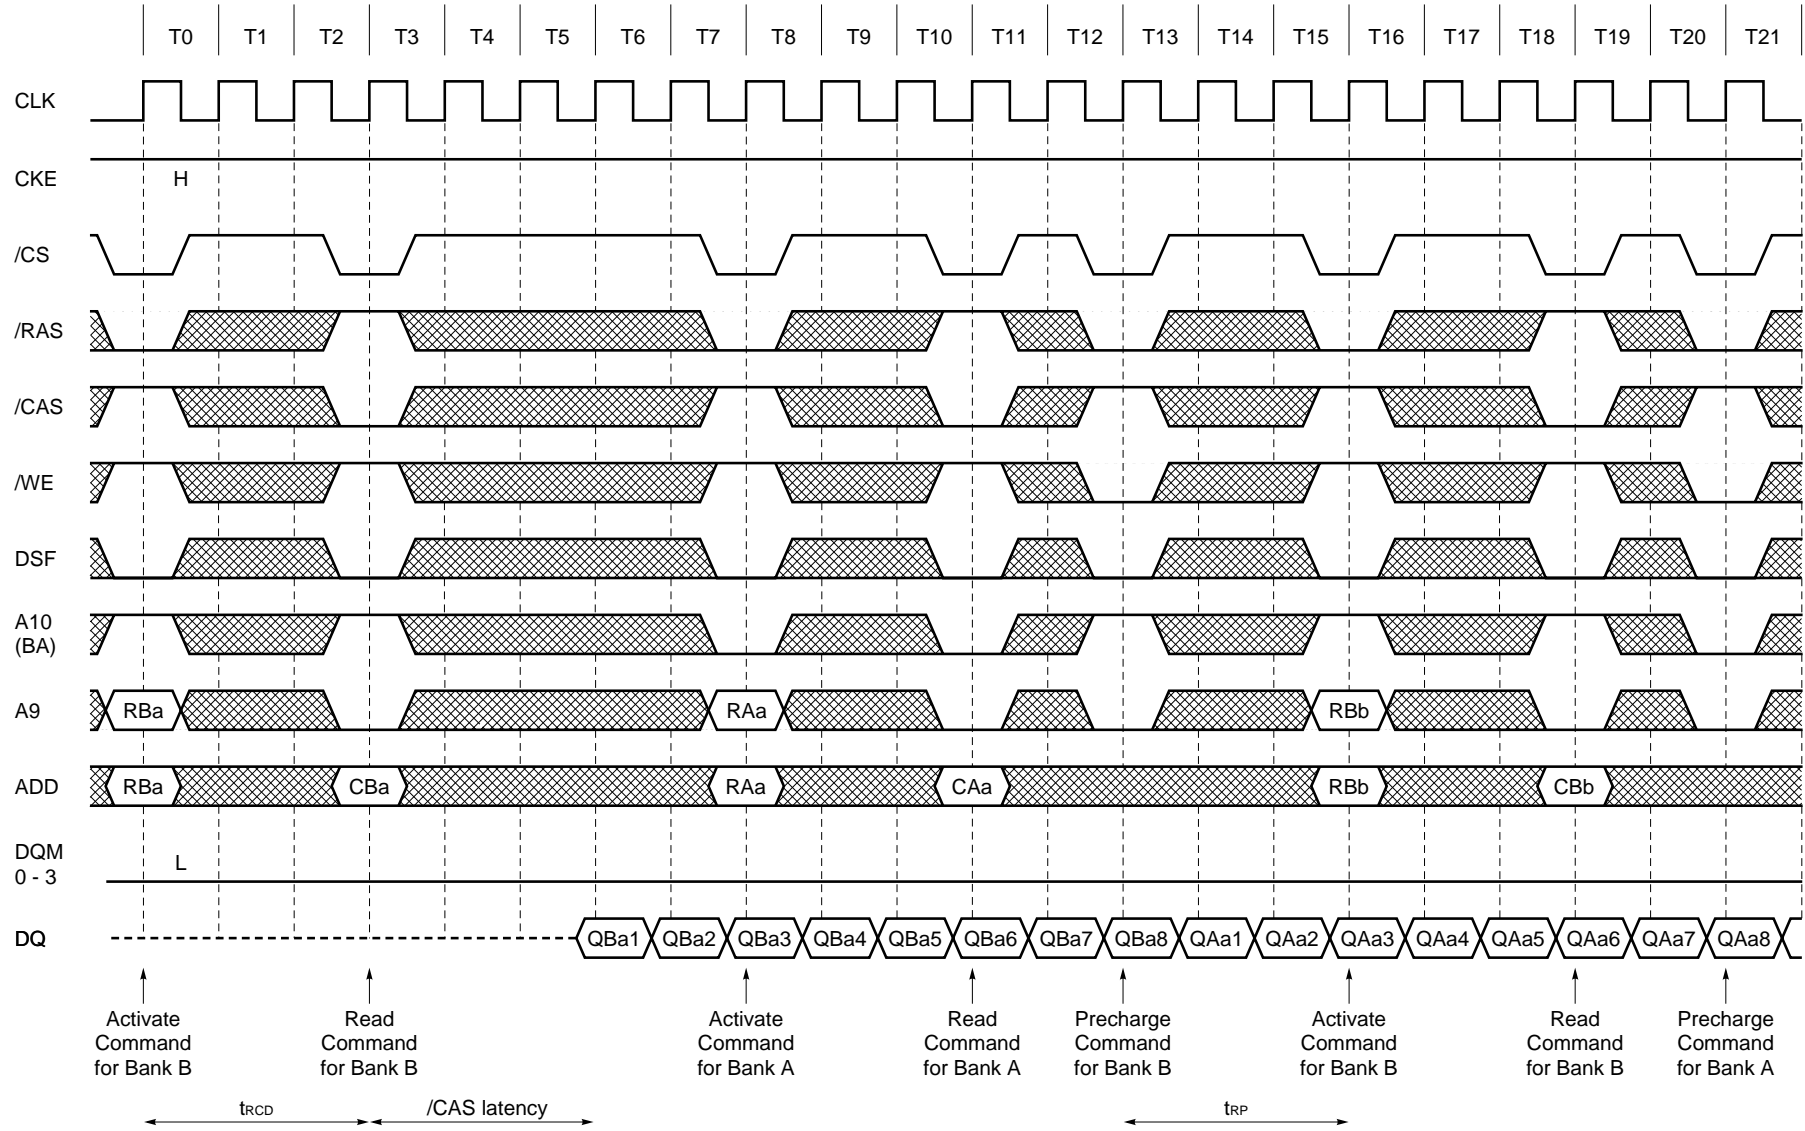 T0 T1 T2 T3 T4 T5 T6 T7 T8 T9 T10 T11 T12 T13 T14 T15 T16 T17 T18 T19 T20 T21
CLK
CKE H
/CS
/RAS
/CAS
/WE
DSF
A10
(BA)
A9 RBa RAa RBb
ADD RBa CBa RAa CAa RBb CBb
DQM
0 - 3
L
DQ QBa1 QBa2 QBa3 QBa4 QBa5 QBa6 QBa7 QBa8 QAa1 QAa2 QAa3 QAa4 QAa5 QAa6 QAa7 QAa8
Activate
Command
for Bank B
Read
Command
for Bank B
Activate
Command
for Bank A
Read
Command
for Bank A
Precharge
Command
for Bank B
Activate
Command
for Bank B
Read
Command
for Bank B
Precharge
Command
for Bank A
tRCD /CAS latency tRP